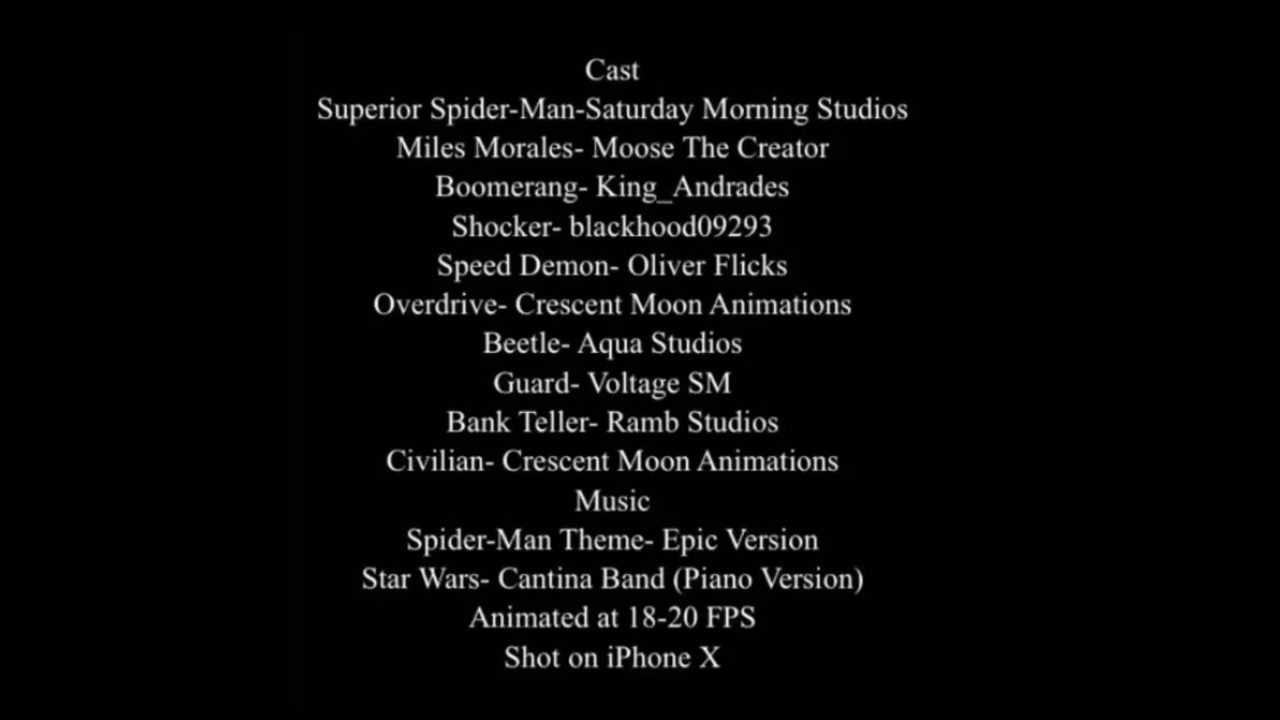 Cast
Superior Spider-Man-Saturday Morning Studios
Miles Morales- Moose The Creator
Boomerang- King_Andrades
Shocker- blackhood09293
Speed Demon- Oliver Flicks
Overdrive- Crescent Moon Animations
Beetle- Aqua Studios
Guard- Voltage SM
Bank Teller- Ramb Studios
Civilian- Crescent Moon Animations
Music
Spider-Man Theme- Epic Version
Star Wars- Cantina Band (Piano Version)
Animated at 18-20 FPS
Shot on iPhone X